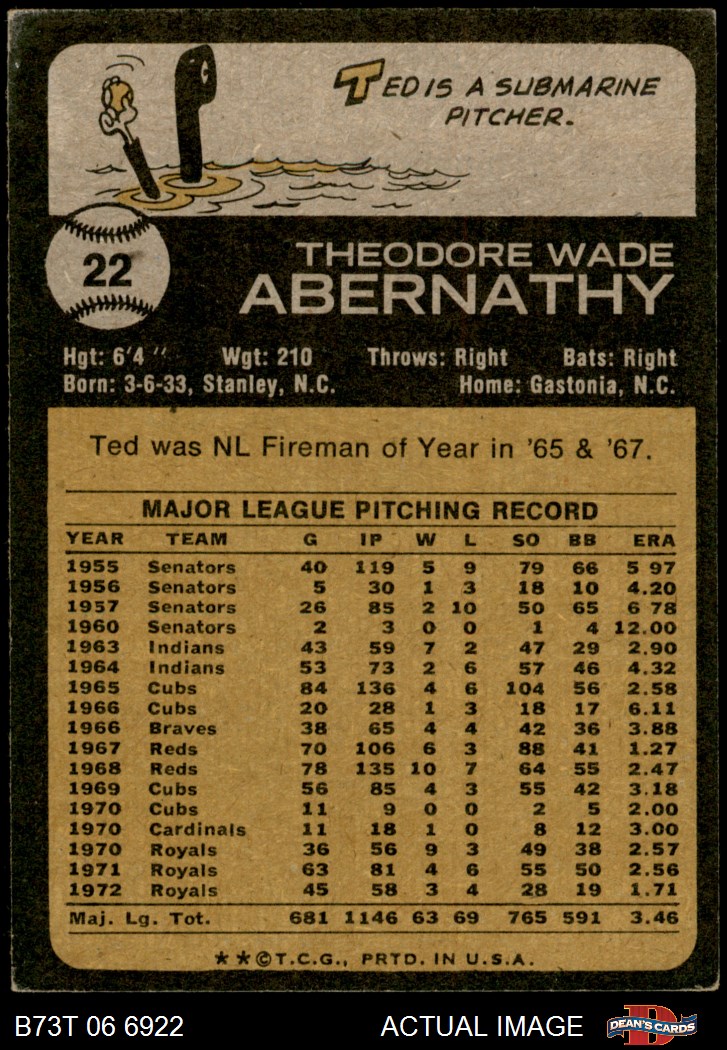 TED IS A SUBMARINE
PITCHER.
C
22
THEODORE WADE
ABERNATHY
Hgt: 6'4" Wgt: 210 Throws: Right Bats: Right
Born: 3-6-33, Stanley, N.C. Home: Gastonia, N.C.
Ted was NL Fireman of Year in '65 & '67.
MAJOR LEAGUE PITCHING RECORD
YEAR TEAM G IP W L SO BB ERA
1955 Senators 40 119 5 9 79 66 5 97
1956 Senators 5 30 1 3 18 10 4.20
1957 Senators 26 85 2 10 50 65 6 78
1960 Senators 2 3 0 0 1 4 12.00
1963 Indians 43 59 7 2 47 29 2.90
1964 Indians 53 73 2 6 57 46 4.32
1965 Cubs 84 136 4 6 104 56 2.58
1966 Cubs 20 28 1 3 18 17 6.11
1966 Braves 38 65 4 4 42 36 3.88
1967 Reds 70 106 6 3 88 41 1.27
1968 Reds 78 135 10 7 64 55 2.47
1969 Cubs 56 85 4 3 55 42 3.18
1970 Cubs 11 9 0 0 2 5 2.00
1970 Cardinals 11 18 1 0 8 12 3.00
1970 Royals 36 56 9 3 49 38 2.57
1971 Royals 63 81 4 6 55 50 2.56
1972 Royals 45 58 3 4 28 19 1.71
Maj. Lg. Tot. 681 1146 63 69 765 591 3.46
★★©T.C.G., PRTD. IN U.S.A.
B73T 06 6922 ACTUAL IMAGE D DEAN'S CARDS